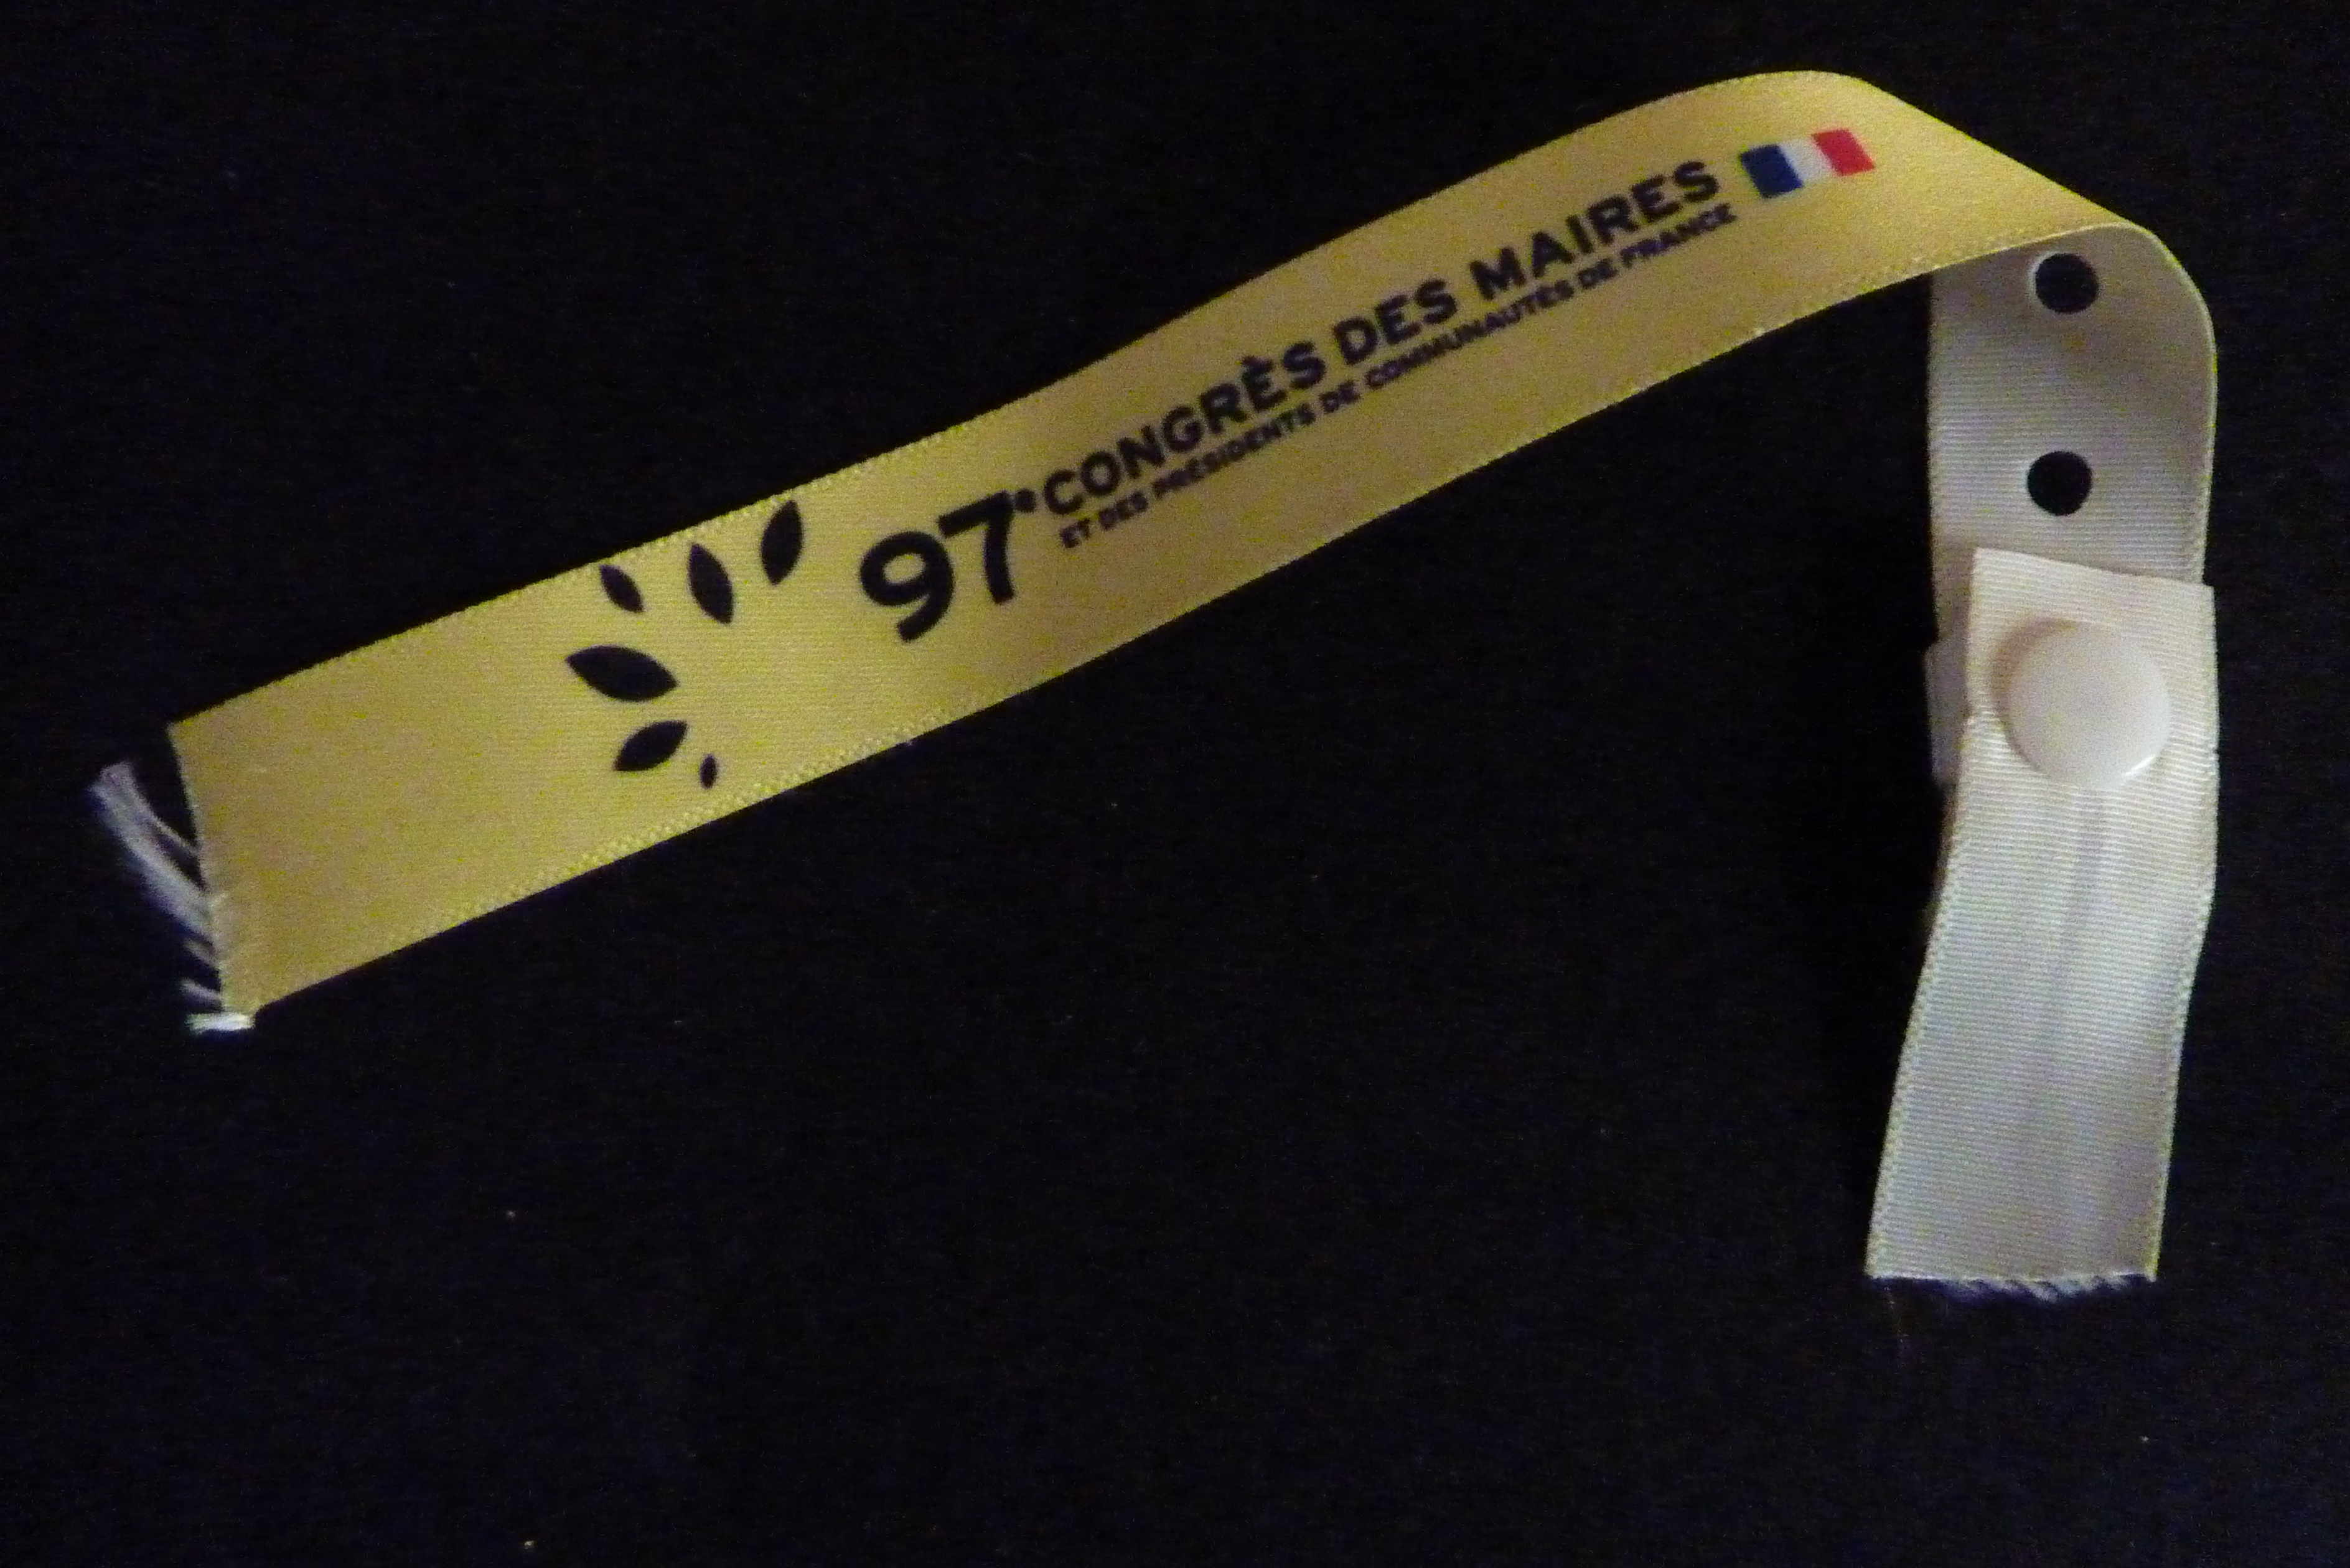 97e CONGRÈS DES MAIRES
ET DES PRÉSIDENTS DE COMMUNAUTÉS DE FRANCE